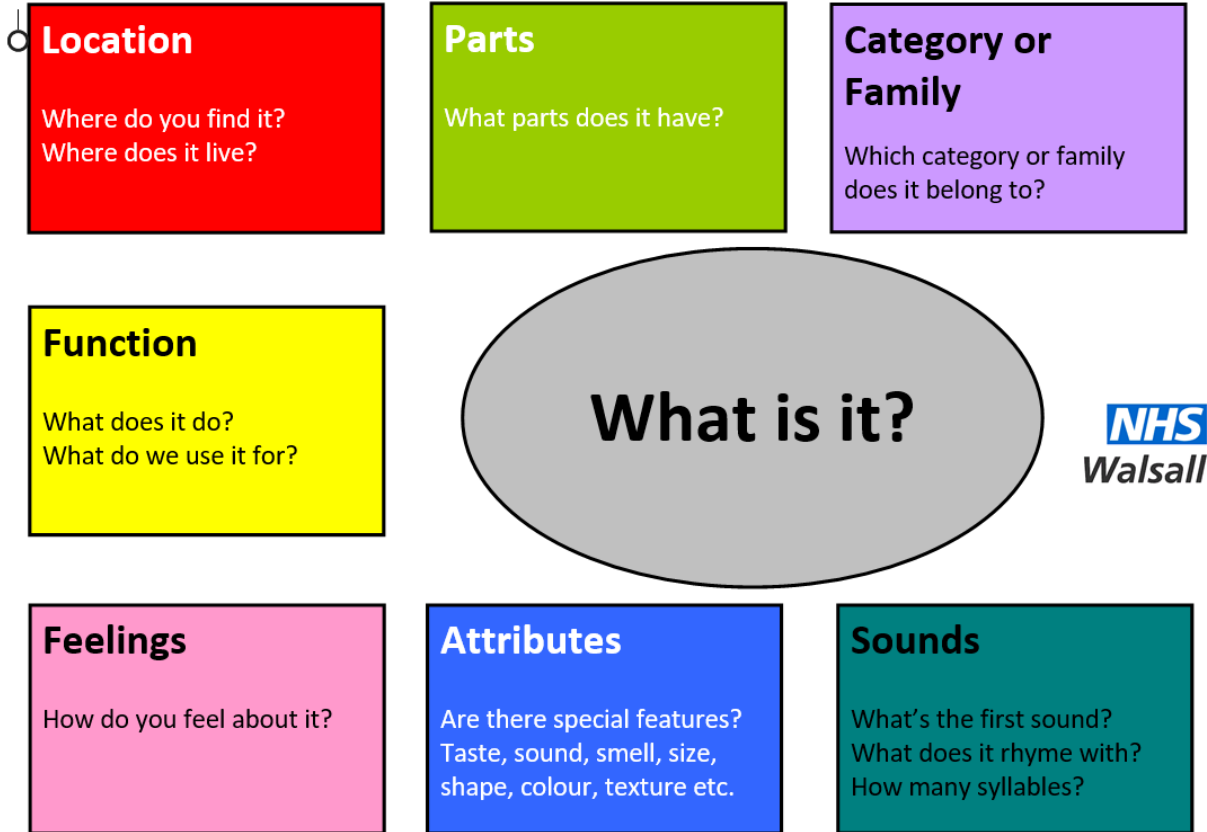 Location
Where do you find it?
Where does it live?
Parts
What parts does it have?
Category or
Family
Which category or family
does it belong to?
Function
What does it do?
What do we use it for?
What is it?
NHS
Walsall
Feelings
How do you feel about it?
Attributes
Are there special features?
Taste, sound, smell, size,
shape, colour, texture etc.
Sounds
What's the first sound?
What does it rhyme with?
How many syllables?